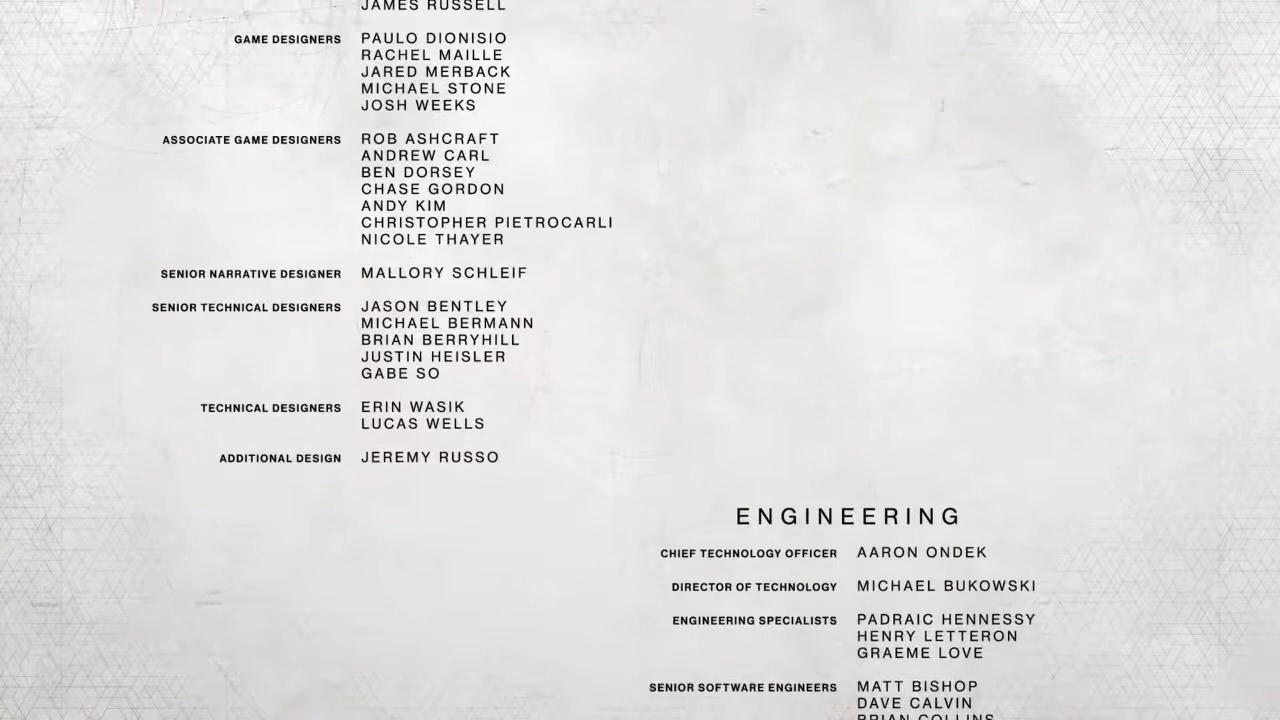 JAMES RUSSELL
GAME DESIGNERS PAULO DIONISIO
RACHEL MAILLE
JARED MERBACK
MICHAEL STONE
JOSH WEEKS
ASSOCIATE GAME DESIGNERS ROB ASHCRAFT
ANDREW CARL
BEN DORSEY
CHASE GORDON
ANDY KIM
CHRISTOPHER PIETROCARLI
NICOLE THAYER
SENIOR NARRATIVE DESIGNER MALLORY SCHLEIF
SENIOR TECHNICAL DESIGNERS JASON BENTLEY
MICHAEL BERMANN
BRIAN BERRYHILL
JUSTIN HEISLER
GABE SO
TECHNICAL DESIGNERS ERIN WASIK
LUCAS WELLS
ADDITIONAL DESIGN JEREMY RUSSO
ENGINEERING
CHIEF TECHNOLOGY OFFICER AARON ONDEK
DIRECTOR OF TECHNOLOGY MICHAEL BUKOWSKI
ENGINEERING SPECIALISTS PADRAIC HENNESSY
HENRY LETTERON
GRAEME LOVE
SENIOR SOFTWARE ENGINEERS MATT BISHOP
DAVE CALVIN
BRIAN COLLINS